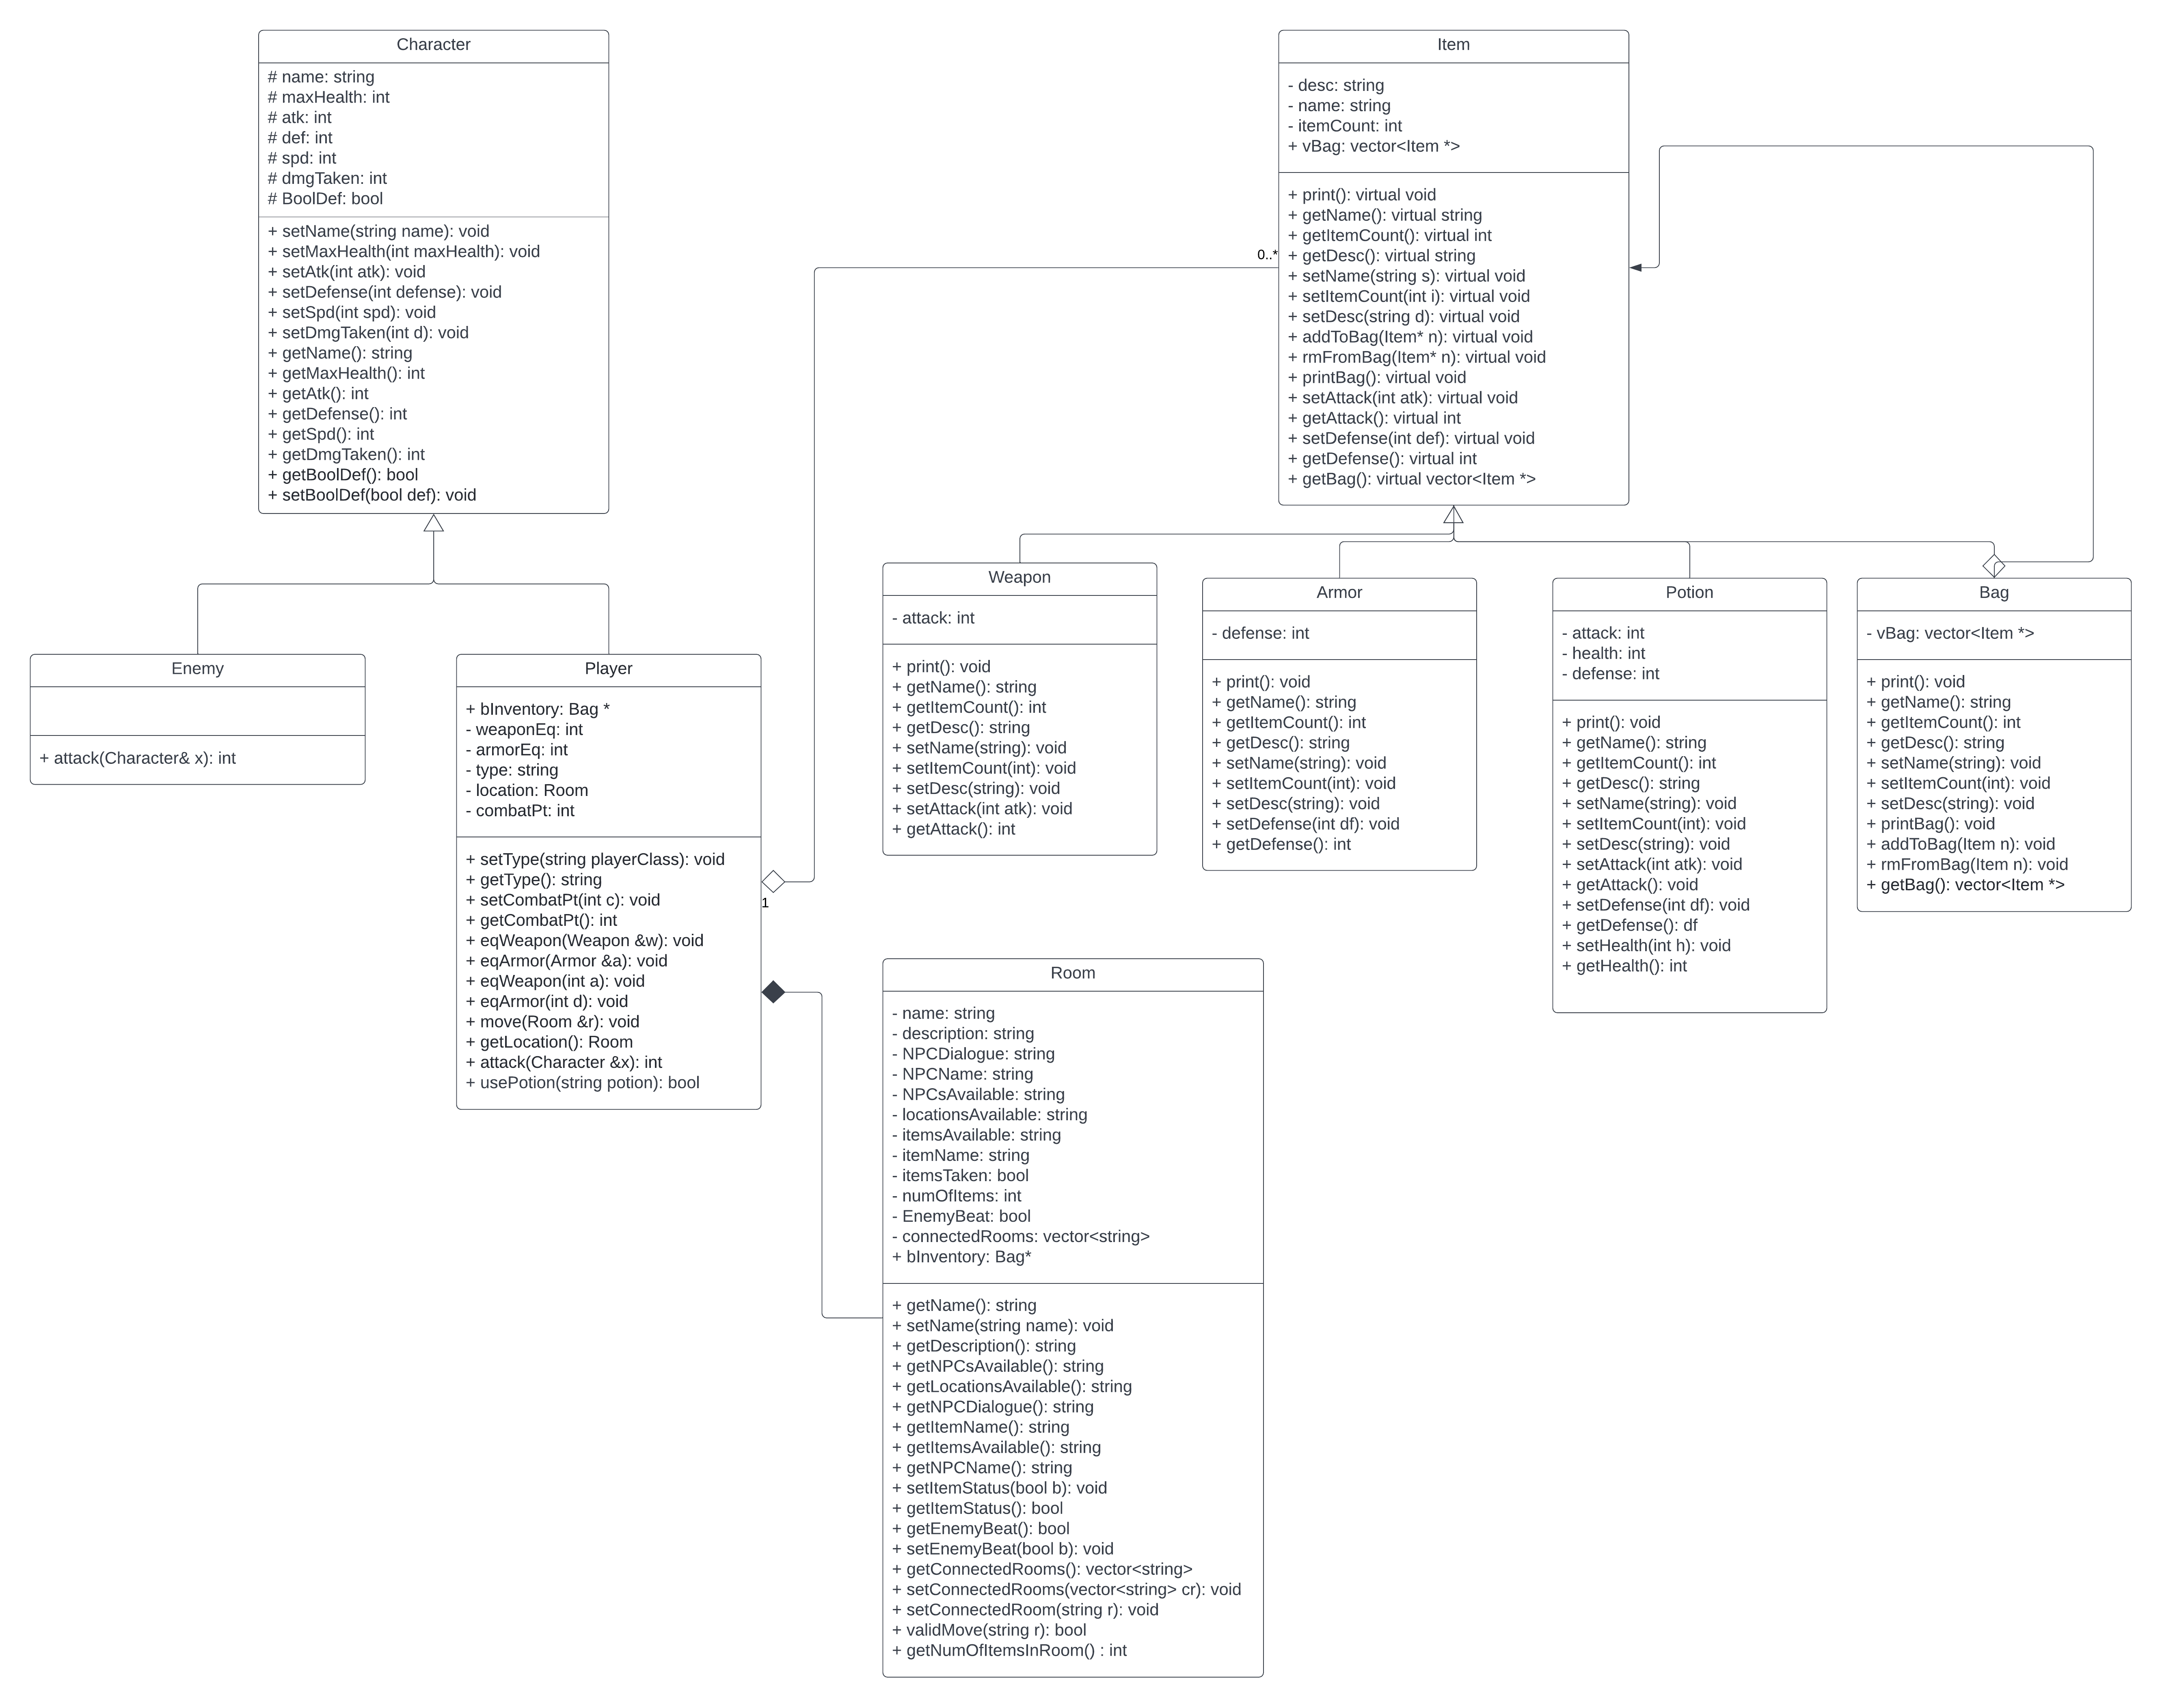 Character
# name: string
# maxHealth: int
# atk: int
# def: int
# spd: int
# dmgTaken: int
# BoolDef: bool
+ setName(string name): void
+ setMaxHealth(int maxHealth): void
+ setAtk(int atk): void
+ setDefense(int defense): void
+ setSpd(int spd): void
+ setDmgTaken(int d): void
+ getName(): string
+ getMaxHealth(): int
+ getAtk(): int
+ getDefense(): int
+ getSpd(): int
+ getDmgTaken(): int
+ getBoolDef(): bool
+ setBoolDef(bool def): void
Item
- desc: string
- name: string
- itemCount: int
+ vBag: vector<Item *>
+ print(): virtual void
+ getName(): virtual string
+ getItemCount(): virtual int
+ getDesc(): virtual string
+ setName(string s): virtual void
+ setItemCount(int i): virtual void
+ setDesc(string d): virtual void
+ addToBag(Item* n): virtual void
+ rmFromBag(Item* n): virtual void
+ printBag(): virtual void
+ setAttack(int atk): virtual void
+ getAttack(): virtual int
+ setDefense(int def): virtual void
+ getDefense(): virtual int
+ getBag(): virtual vector<Item *>
0..*
Enemy
+ attack(Character& x): int
Player
+ bInventory: Bag *
- weaponEq: int
- armorEq: int
- type: string
- location: Room
- combatPt: int
+ setType(string playerClass): void
+ getType(): string
+ setCombatPt(int c): void
+ getCombatPt(): int
+ eqWeapon(Weapon &w): void
+ eqArmor(Armor &a): void
+ eqWeapon(int a): void
+ eqArmor(int d): void
+ move(Room &r): void
+ getLocation(): Room
+ attack(Character &x): int
+ usePotion(string potion): bool
1
Weapon
- attack: int
+ print(): void
+ getName(): string
+ getItemCount(): int
+ getDesc(): string
+ setName(string): void
+ setItemCount(int): void
+ setDesc(string): void
+ setAttack(int atk): void
+ getAttack(): int
Armor
- defense: int
+ print(): void
+ getName(): string
+ getItemCount(): int
+ getDesc(): string
+ setName(string): void
+ setItemCount(int): void
+ setDesc(string): void
+ setDefense(int df): void
+ getDefense(): int
Potion
- attack: int
- health: int
- defense: int
+ print(): void
+ getName(): string
+ getItemCount(): int
+ getDesc(): string
+ setName(string): void
+ setItemCount(int): void
+ setDesc(string): void
+ setAttack(int atk): void
+ getAttack(): void
+ setDefense(int df): void
+ getDefense(): df
+ setHealth(int h): void
+ getHealth(): int
Bag
- vBag: vector<Item *>
+ print(): void
+ getName(): string
+ getItemCount(): int
+ getDesc(): string
+ setName(string): void
+ setItemCount(int): void
+ setDesc(string): void
+ printBag(): void
+ addToBag(Item n): void
+ rmFromBag(Item n): void
+ getBag(): vector<Item *>
Room
- name: string
- description: string
- NPCDialogue: string
- NPCName: string
- NPCsAvailable: string
- locationsAvailable: string
- itemsAvailable: string
- itemName: string
- itemsTaken: bool
- numOfItems: int
- EnemyBeat: bool
- connectedRooms: vector<string>
+ bInventory: Bag*
+ getName(): string
+ setName(string name): void
+ getDescription(): string
+ getNPCsAvailable(): string
+ getLocationsAvailable(): string
+ getNPCDialogue(): string
+ getItemName(): string
+ getItemsAvailable(): string
+ getNPCName(): string
+ setItemStatus(bool b): void
+ getItemStatus(): bool
+ getEnemyBeat(): bool
+ setEnemyBeat(bool b): void
+ getConnectedRooms(): vector<string>
+ setConnectedRooms(vector<string> cr): void
+ setConnectedRoom(string r): void
+ validMove(string r): bool
+ getNumOfItemsInRoom() : int